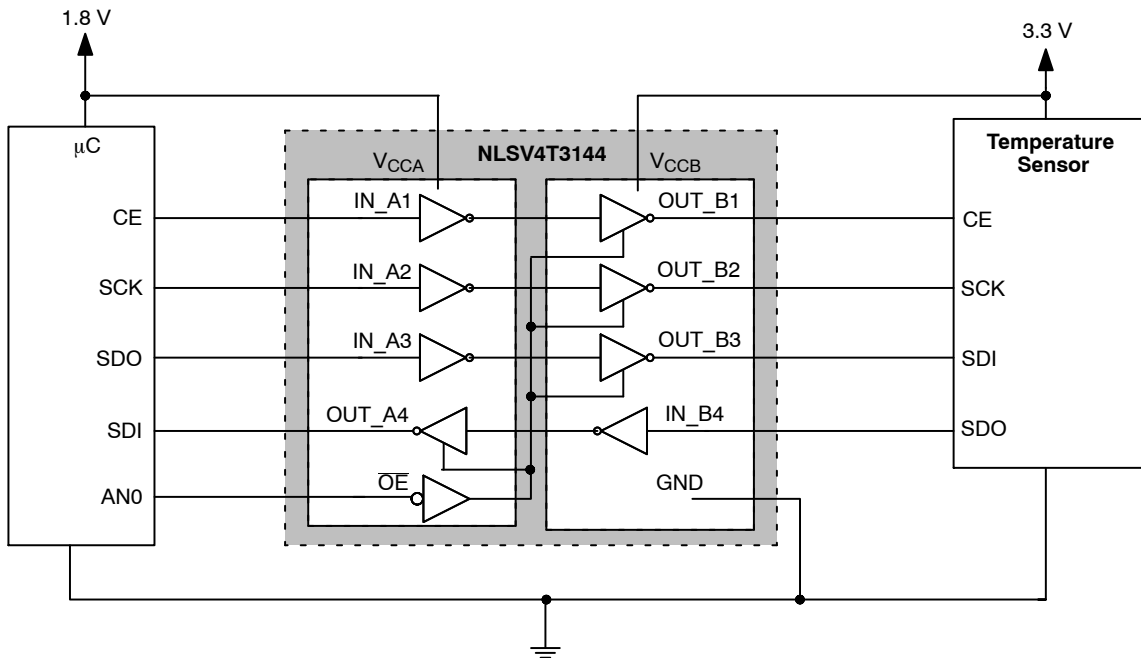 1.8 V
3.3 V
μC
NLSV4T3144
Temperature
Sensor
VCCA
VCCB
CE
IN_A1
OUT_B1
CE
SCK
IN_A2
OUT_B2
SCK
SDO
IN_A3
OUT_B3
SDI
SDI
OUT_A4
IN_B4
SDO
AN0
OE
GND